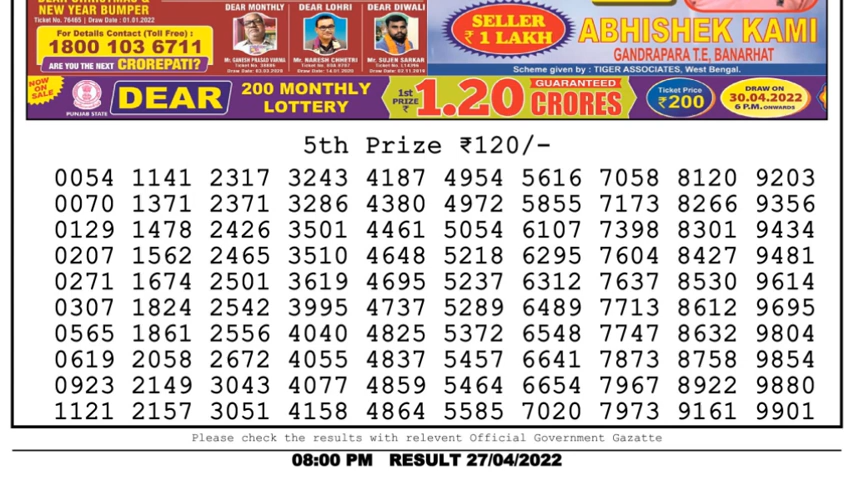 NEW YEAR BUMPER
Ticket No. 76465 | Draw Date : 01.01.2022
For Details Contact (Toll Free) :
1800 103 6711
ARE YOU THE NEXT CROREPATI?
DEAR MONTHLY
Mr. GANESH PRASAD VARMA
DEAR LOHRI
Mr. NARESH CHHETRI
DEAR DIWALI
Mr. SUJEN SARKAR
SELLER
₹ 1 LAKH
ABHISHEK KAMI
GANDRAPARA T.E, BANARHAT
Scheme given by : TIGER ASSOCIATES, West Bengal.
NOW ON SALE
PUNJAB STATE
DEAR
200 MONTHLY
LOTTERY
1st
PRIZE
₹
1.20
GUARANTEED
CRORES
Ticket Price
₹200
DRAW ON
30.04.2022
6 P.M. ONWARDS
5th Prize ₹120/-
0054 1141 2317 3243 4187 4954 5616 7058 8120 9203
0070 1371 2371 3286 4380 4972 5855 7173 8266 9356
0129 1478 2426 3501 4461 5054 6107 7398 8301 9434
0207 1562 2465 3510 4648 5218 6295 7604 8427 9481
0271 1674 2501 3619 4695 5237 6312 7637 8530 9614
0307 1824 2542 3995 4737 5289 6489 7713 8612 9695
0565 1861 2556 4040 4825 5372 6548 7747 8632 9804
0619 2058 2672 4055 4837 5457 6641 7873 8758 9854
0923 2149 3043 4077 4859 5464 6654 7967 8922 9880
1121 2157 3051 4158 4864 5585 7020 7973 9161 9901
Please check the results with relevent Official Government Gazatte
08:00 PM RESULT 27/04/2022